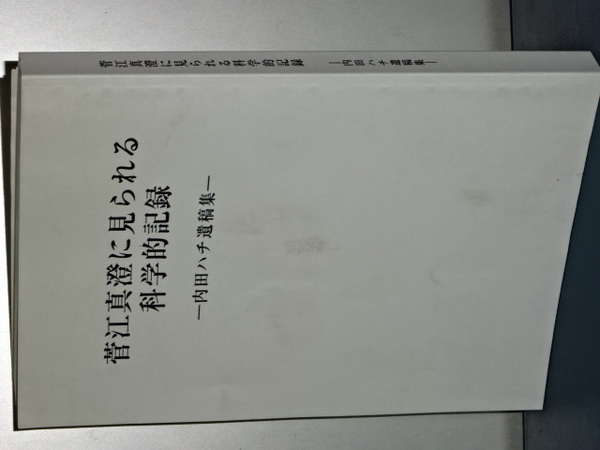 菅江真澄に見られる
科学的記録
―内田ハチ遺稿集―
菅江真澄に見られる科学的記録 ―内田ハチ遺稿集―